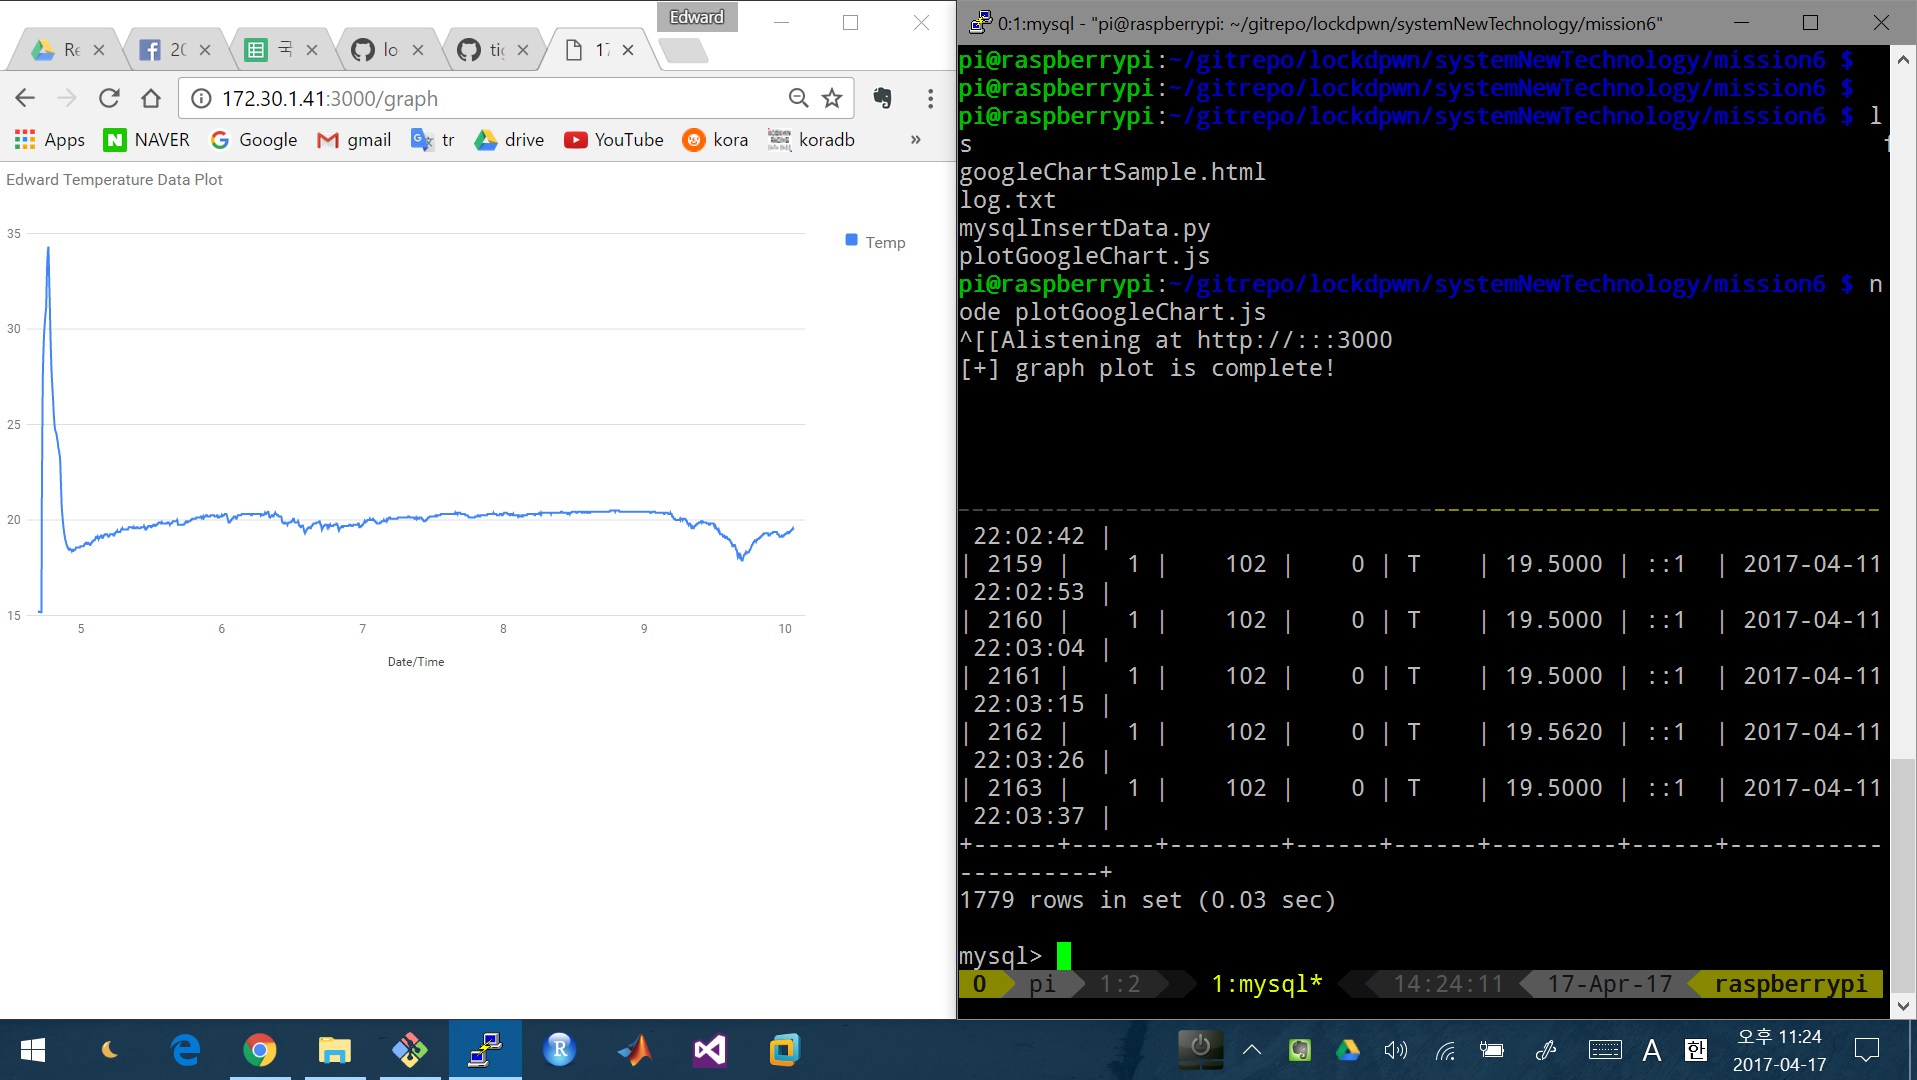 Edward
Re
20
국
lo
tig
17
172.30.1.41:3000/graph
Apps
NAVER
Google
gmail
tr
drive
YouTube
kora
koradb
»
Edward Temperature Data Plot
35
30
25
20
15
Temp
5 6 7 8 9 10
Date/Time
0:1:mysql - "pi@raspberrypi: ~/gitrepo/lockdpwn/systemNewTechnology/mission6"
pi@raspberrypi:~/gitrepo/lockdpwn/systemNewTechnology/mission6 $
pi@raspberrypi:~/gitrepo/lockdpwn/systemNewTechnology/mission6 $
pi@raspberrypi:~/gitrepo/lockdpwn/systemNewTechnology/mission6 $ l
s
googleChartSample.html
log.txt
mysqlInsertData.py
plotGoogleChart.js
pi@raspberrypi:~/gitrepo/lockdpwn/systemNewTechnology/mission6 $ n
ode plotGoogleChart.js
^[[Alistening at http://:::3000
[+] graph plot is complete!
22:02:42 |
| 2159 | 1 | 102 | 0 | T | 19.5000 | ::1 | 2017-04-11
22:02:53 |
| 2160 | 1 | 102 | 0 | T | 19.5000 | ::1 | 2017-04-11
22:03:04 |
| 2161 | 1 | 102 | 0 | T | 19.5000 | ::1 | 2017-04-11
22:03:15 |
| 2162 | 1 | 102 | 0 | T | 19.5620 | ::1 | 2017-04-11
22:03:26 |
| 2163 | 1 | 102 | 0 | T | 19.5000 | ::1 | 2017-04-11
22:03:37 |
+------+------+--------+------+------+---------+------+-----------
----------+
1779 rows in set (0.03 sec)
mysql>
0 pi 1:2 1:mysql* 14:24:11 17-Apr-17 raspberrypi
R
A
한
오후 11:24
2017-04-17